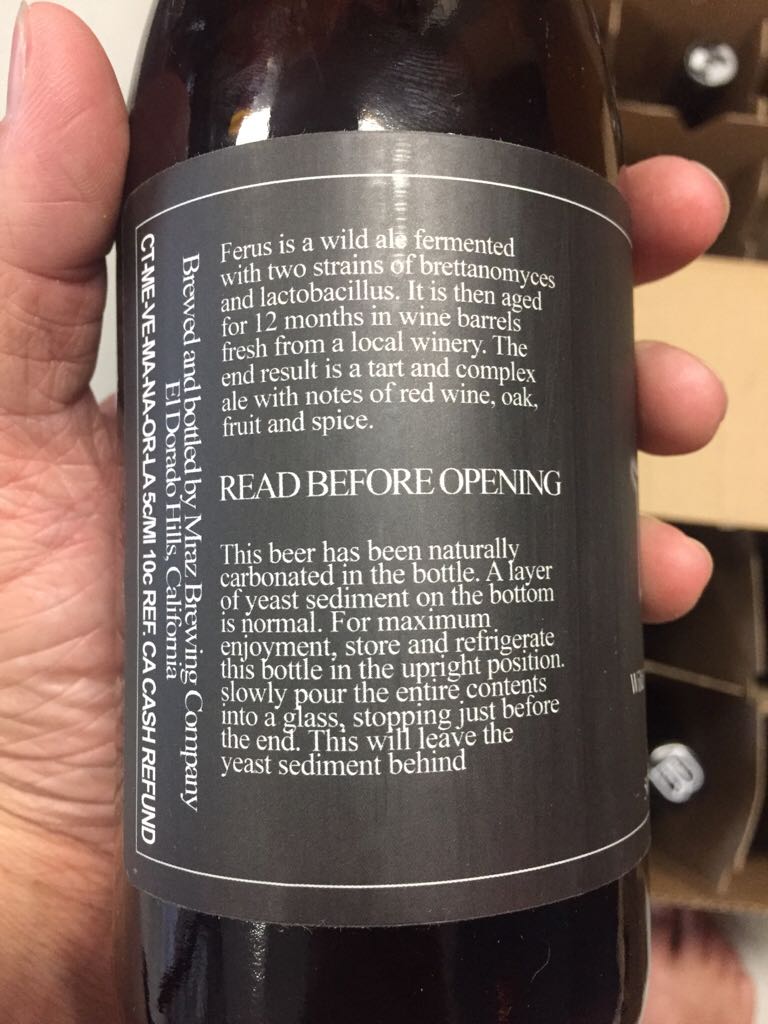 Ferus is a wild ale fermented
with two strains of brettanomyces
and lactobacillus. It is then aged
for 12 months in wine barrels
fresh from a local winery. The
end result is a tart and complex
ale with notes of red wine, oak,
fruit and spice.
READ BEFORE OPENING
This beer has been naturally
carbonated in the bottle. A layer
of yeast sediment on the bottom
is normal. For maximum
enjoyment, store and refrigerate
this bottle in the upright position.
slowly pour the entire contents
into a glass, stopping just before
the end. This will leave the
yeast sediment behind
Brewed and bottled by Mraz Brewing Company
El Dorado Hills, California
CT-ME-VE-MA-NA-OR-LA 5c/MI 10c REF. CA CASH REFUND